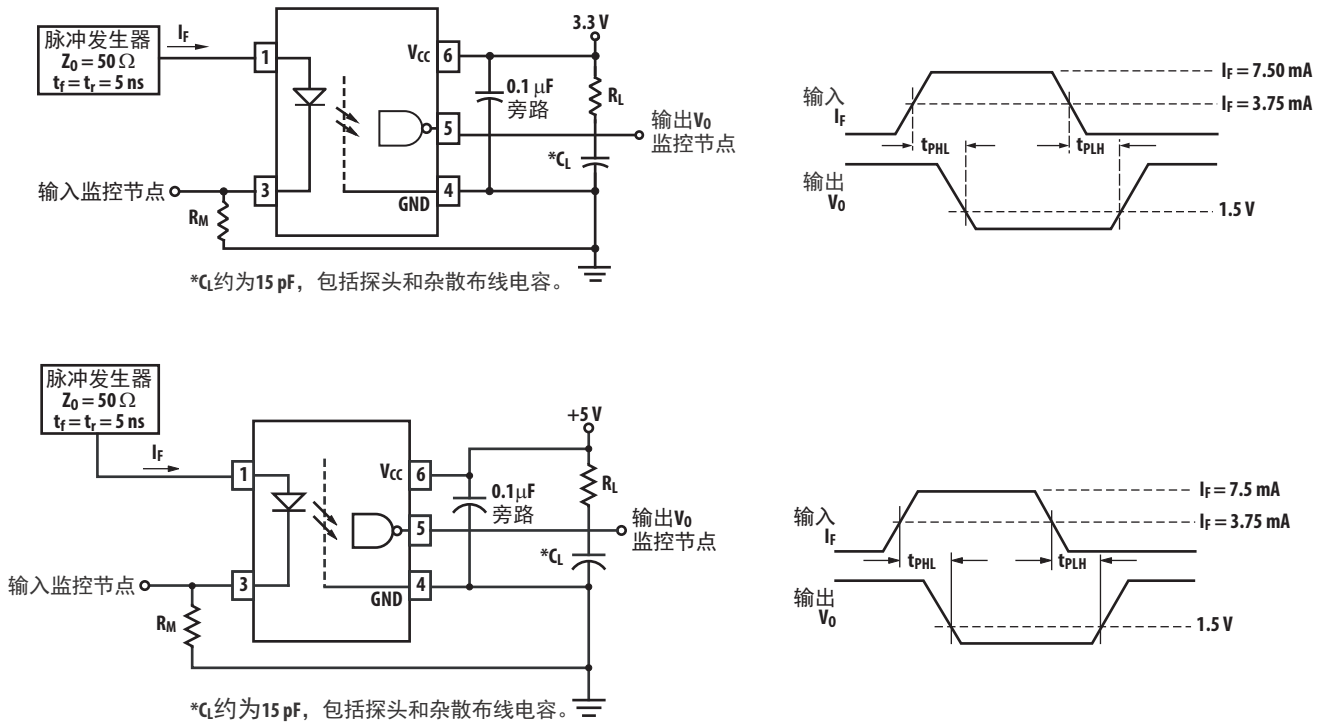 脉冲发生器
Z0 = 50 Ω
tf = tr = 5 ns
IF
1
3
VCC
6
5
4
GND
3.3 V
0.1 μF
旁路
RL
*CL
输出V0
监控节点
输入监控节点
RM
*CL约为15 pF，包括探头和杂散布线电容。
输入
IF
IF = 7.50 mA
IF = 3.75 mA
tPHL
tPLH
输出
V0
1.5 V
脉冲发生器
Z0 = 50 Ω
tf = tr = 5 ns
IF
1
3
VCC
6
5
4
GND
+5 V
0.1μF
旁路
RL
*CL
输出V0
监控节点
输入监控节点
RM
*CL约为15 pF，包括探头和杂散布线电容。
输入
IF
IF = 7.5 mA
IF = 3.75 mA
tPHL
tPLH
输出
V0
1.5 V